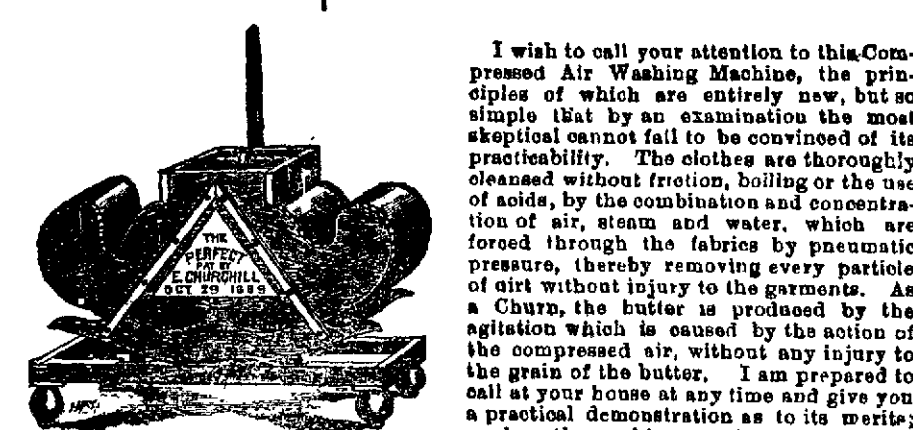 THE
PERFECT
PAT BY
E. CHURCHILL
OCT 29 1889
I wish to call your attention to this Com-
pressed Air Washing Machine, the prin-
ciples of which are entirely new, but so
simple that by an examination the most
skeptical cannot fail to be convinced of its
practicability. The clothes are thoroughly
cleansed without friction, boiling or the use
of acids, by the combination and concentra-
tion of air, steam and water, which are
forced through the fabrics by pneumatic
pressure, thereby removing every particle
of dirt without injury to the garments. As
a Churn, the butter is produced by the
agitation which is caused by the action of
the compressed air, without any injury to
the grain of the butter. I am prepared to
call at your house at any time and give you
a practical demonstration as to its merits;